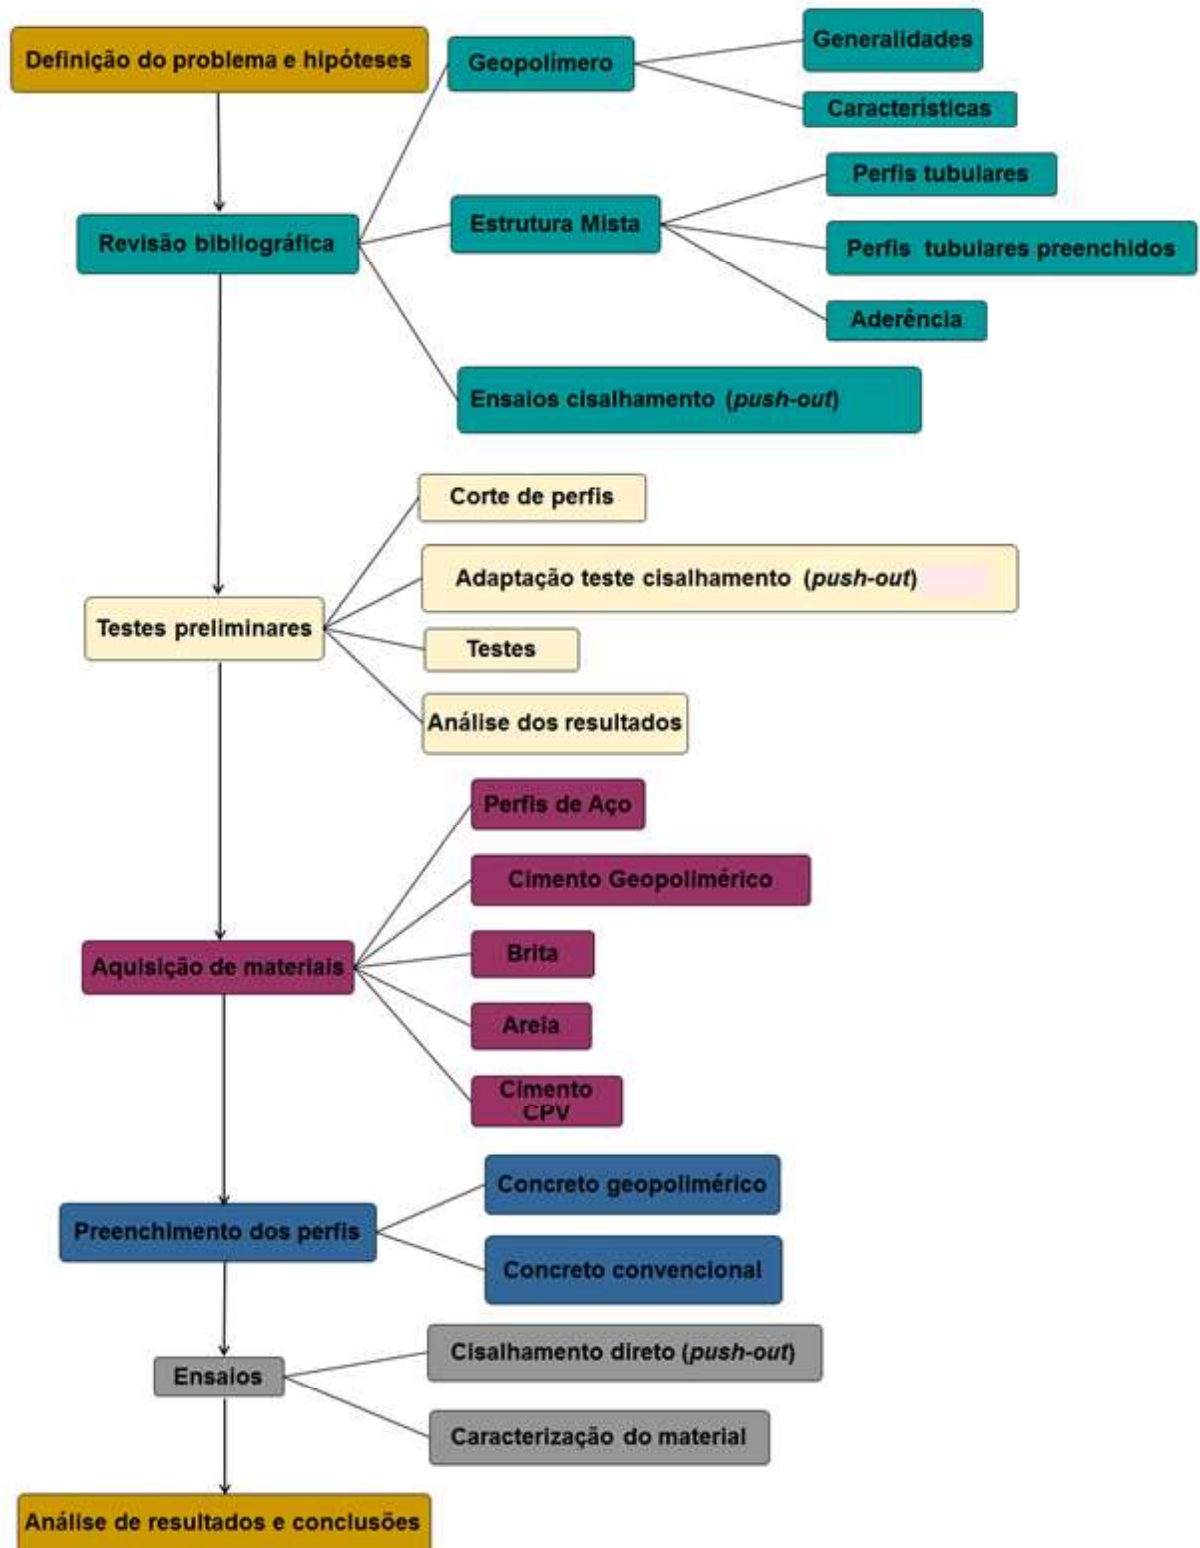 Definição do problema e hipóteses
Geopolímero
Generalidades
Características
Revisão bibliográfica
Estrutura Mista
Perfis tubulares
Perfis tubulares preenchidos
Aderência
Ensaios cisalhamento (push-out)
Testes preliminares
Corte de perfis
Adaptação teste cisalhamento (push-out)
Testes
Análise dos resultados
Aquisição de materiais
Perfis de Aço
Cimento Geopolimérico
Brita
Areia
Cimento
CPV
Preenchimento dos perfis
Concreto geopolimérico
Concreto convencional
Ensaios
Cisalhamento direto (push-out)
Caracterização do material
Análise de resultados e conclusões